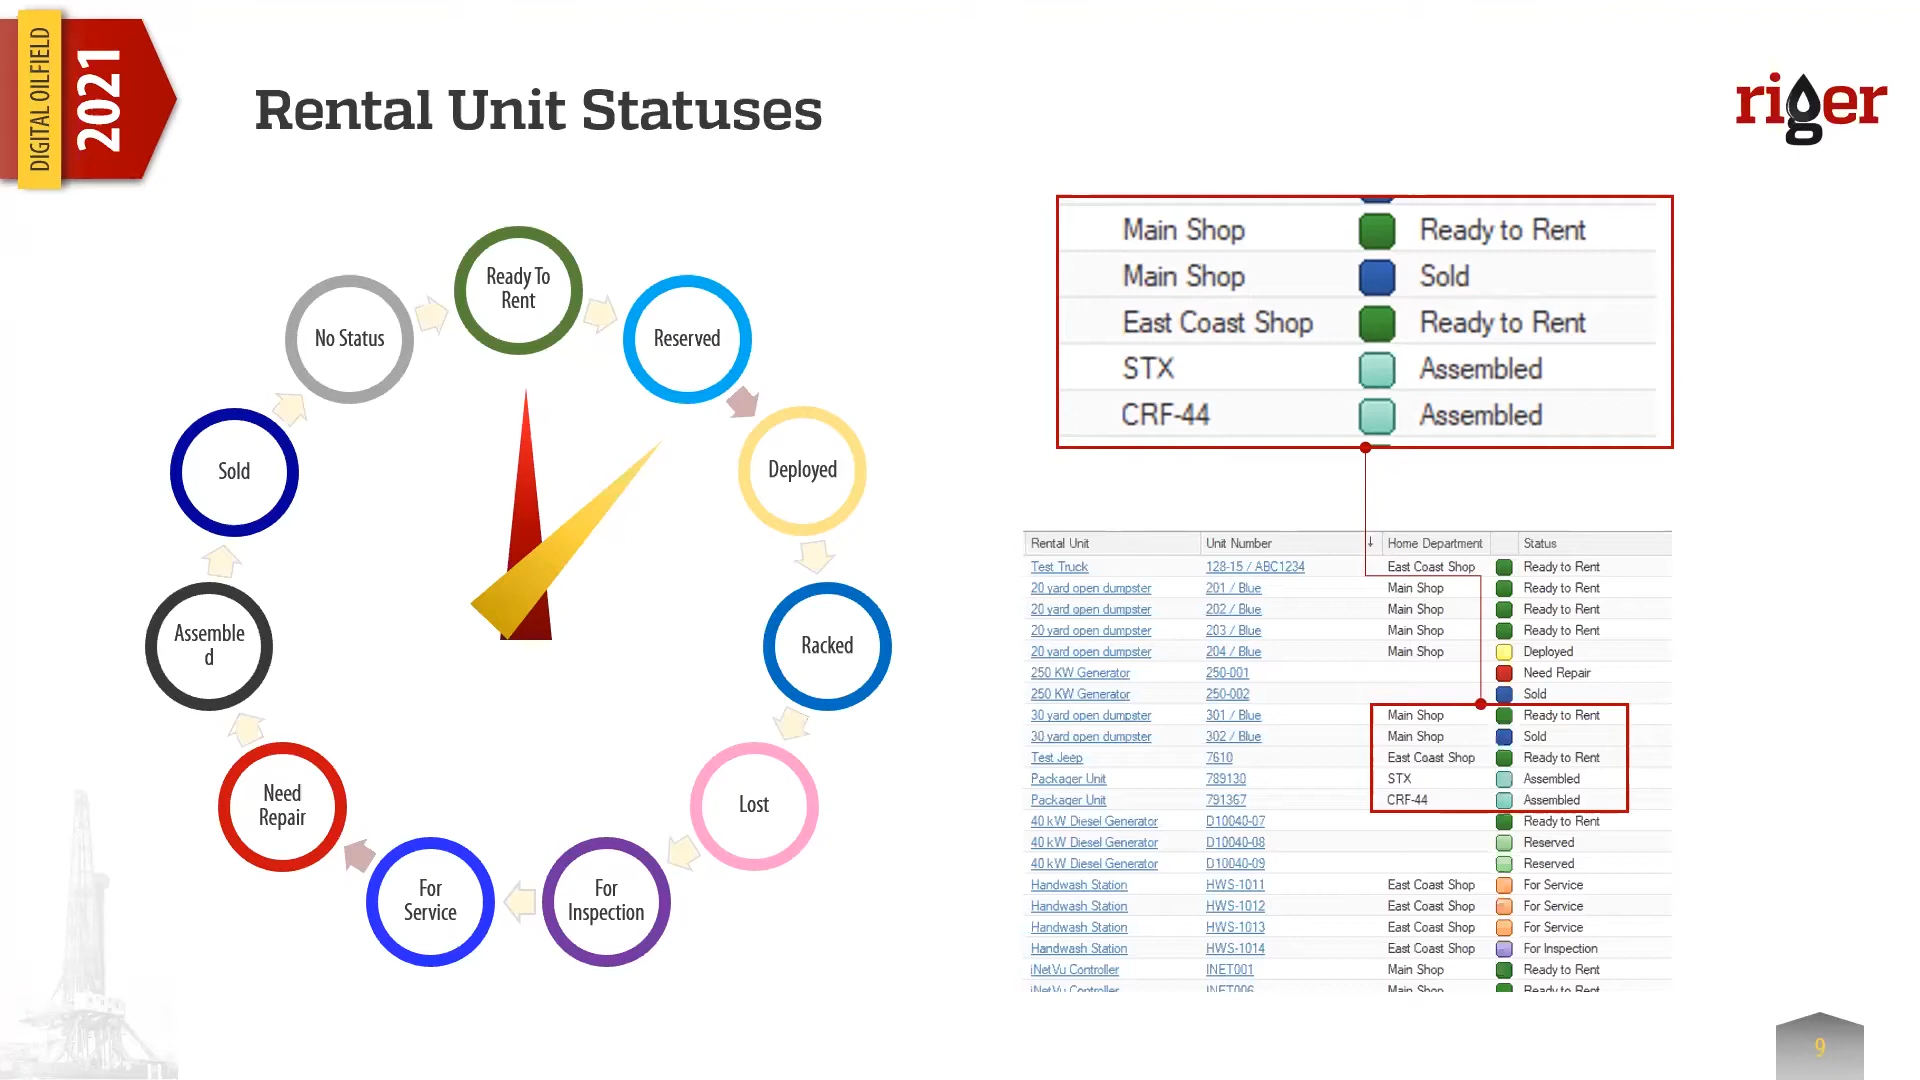 DIGITAL OILFIELD
2021
Rental Unit Statuses
riger
Ready To
Rent
Reserved
Deployed
Racked
Lost
For
Inspection
For
Service
Need
Repair
Assemble
d
Sold
No Status
Main Shop Ready to Rent
Main Shop Sold
East Coast Shop Ready to Rent
STX Assembled
CRF-44 Assembled
Rental Unit Unit Number Home Department Status
Test Truck 128-15 / ABC1234 East Coast Shop Ready to Rent
20 yard open dumpster 201 / Blue Main Shop Ready to Rent
20 yard open dumpster 202 / Blue Main Shop Ready to Rent
20 yard open dumpster 203 / Blue Main Shop Ready to Rent
20 yard open dumpster 204 / Blue Main Shop Deployed
250 KW Generator 250-001 Need Repair
250 KW Generator 250-002 Sold
30 yard open dumpster 301 / Blue Main Shop Ready to Rent
30 yard open dumpster 302 / Blue Main Shop Sold
Test Jeep 7610 East Coast Shop Ready to Rent
Packager Unit 789130 STX Assembled
Packager Unit 791367 CRF-44 Assembled
40 kW Diesel Generator D10040-07 Ready to Rent
40 kW Diesel Generator D10040-08 Reserved
40 kW Diesel Generator D10040-09 Reserved
Handwash Station HWS-1011 East Coast Shop For Service
Handwash Station HWS-1012 East Coast Shop For Service
Handwash Station HWS-1013 East Coast Shop For Service
Handwash Station HWS-1014 East Coast Shop For Inspection
iNetVu Controller INET001 Main Shop Ready to Rent
iNetVu Controller INET006 Main Shop Ready to Rent
9